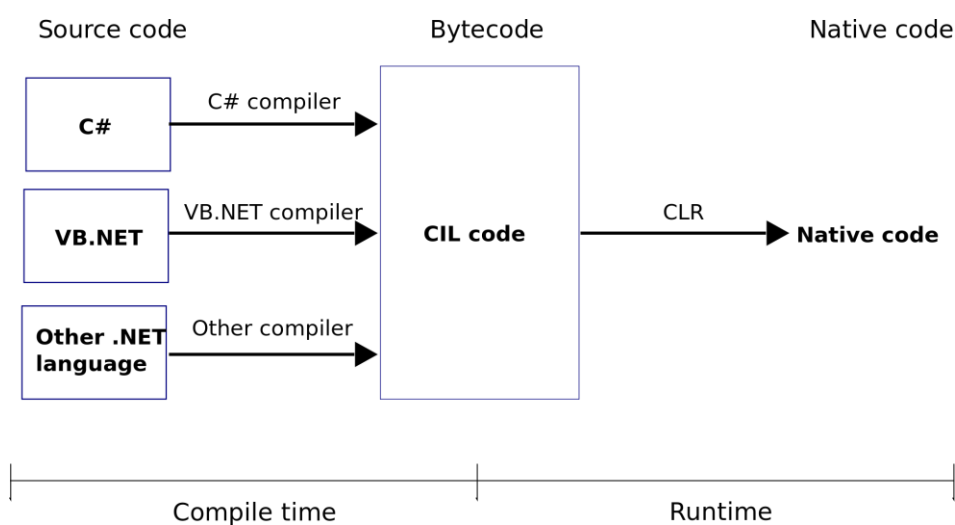 Source code
Bytecode
Native code
C#
C# compiler
VB.NET
VB.NET compiler
CIL code
CLR
Native code
Other .NET
language
Other compiler
Compile time
Runtime